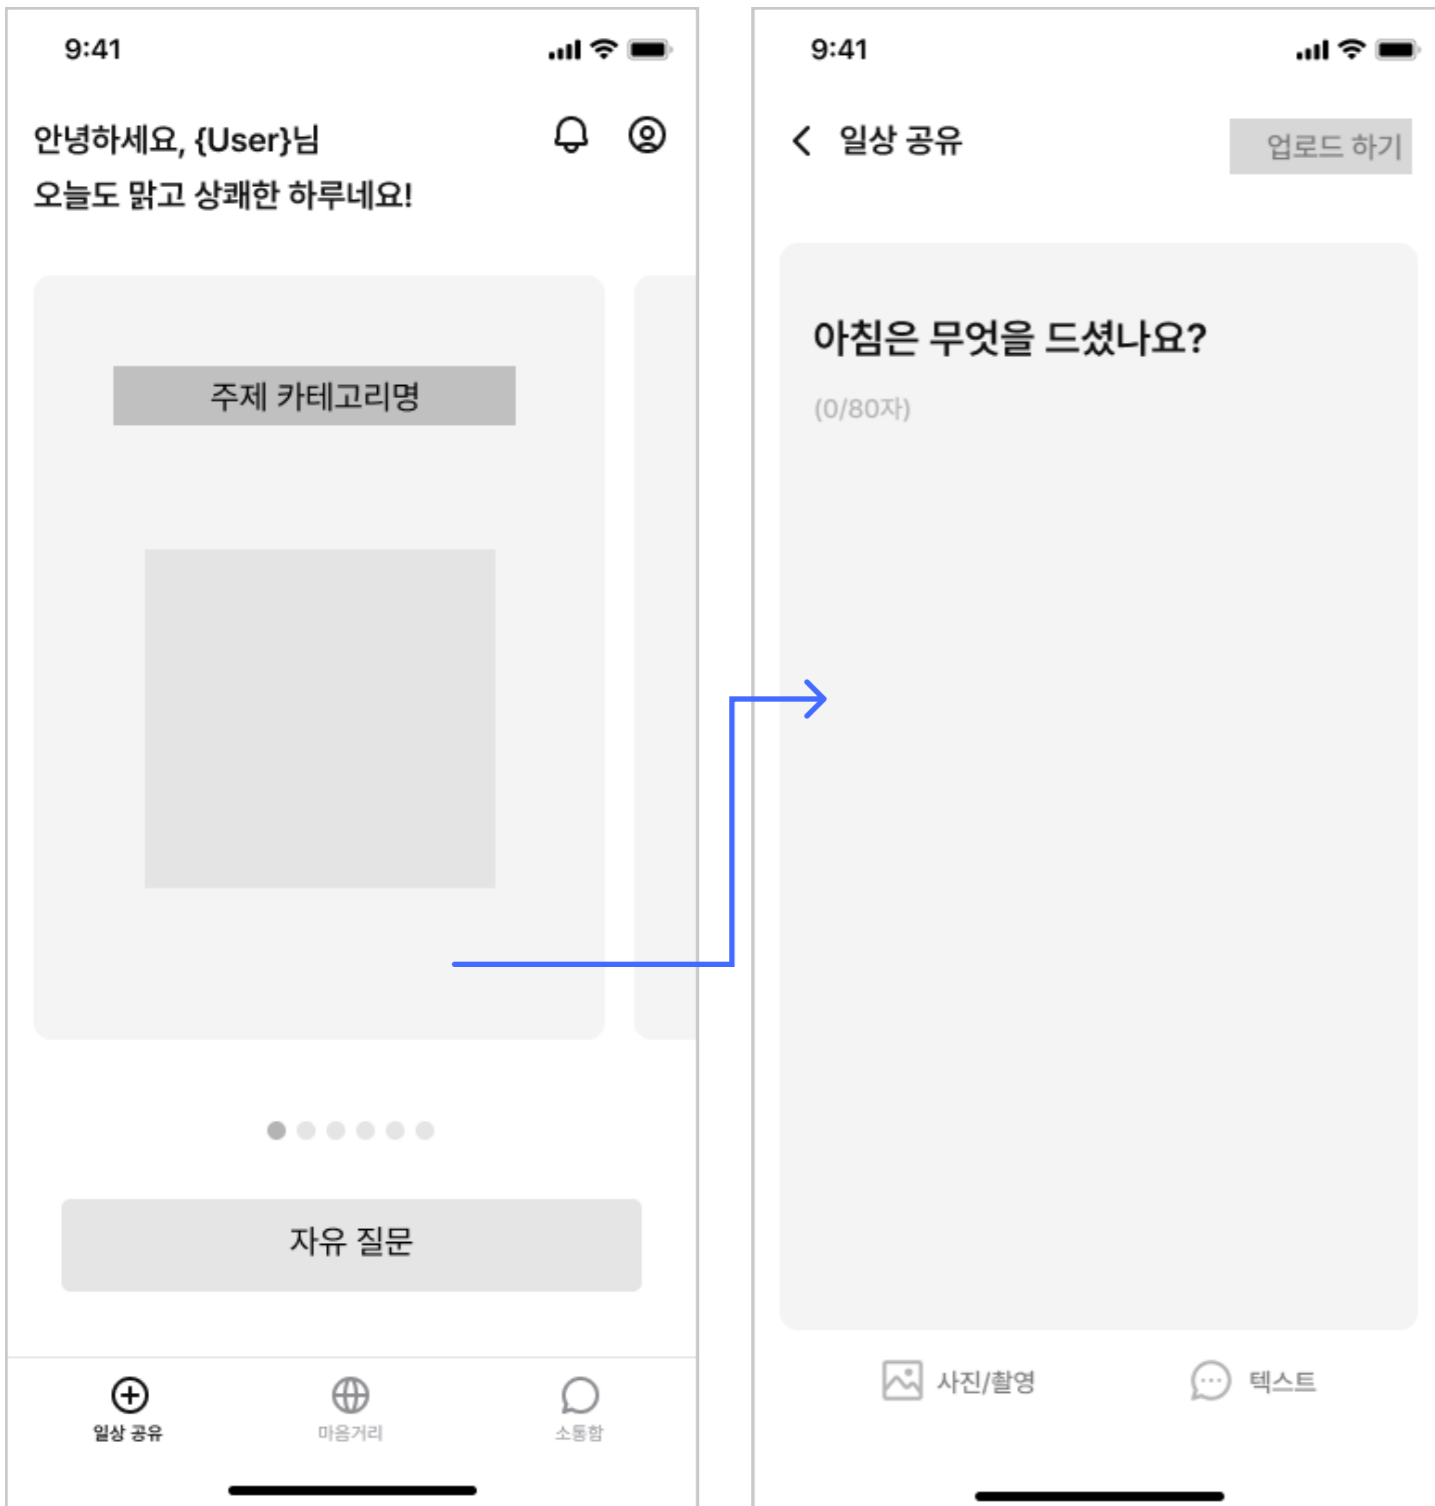 9:41
안녕하세요, {User}님
오늘도 맑고 상쾌한 하루네요!
주제 카테고리명
자유 질문
일상 공유
마음거리
소통함
9:41
일상 공유
업로드 하기
아침은 무엇을 드셨나요?
(0/80자)
사진/촬영
텍스트